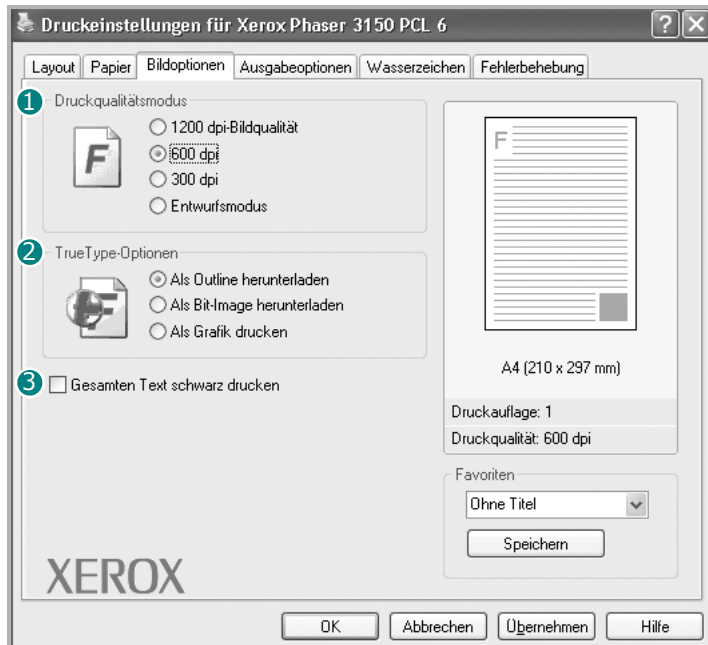 Druckeinstellungen für Xerox Phaser 3150 PCL 6
Layout Papier Bildoptionen Ausgabeoptionen Wasserzeichen Fehlerbehebung
1 Druckqualitätsmodus
F
1200 dpi-Bildqualität
600 dpi
300 dpi
Entwurfsmodus
2 TrueType-Optionen
F
Als Outline herunterladen
Als Bit-Image herunterladen
Als Grafik drucken
3 Gesamten Text schwarz drucken
F
A4 (210 x 297 mm)
Druckauflage: 1
Druckqualität: 600 dpi
Favoriten
Ohne Titel
Speichern
XEROX
OK Abbrechen Übernehmen Hilfe